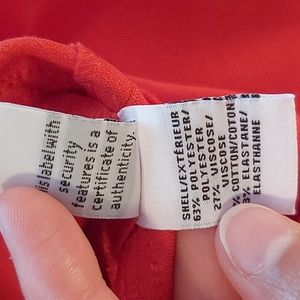 label with
security
features is a
certificate of
authenticity.
SHELL/EXTÉRIEUR
63% POLYESTER/
POLYESTER
27% VISCOSE/
VISCOSE
% COTTON/COTON
% ELASTANE/
ELASTHANNE